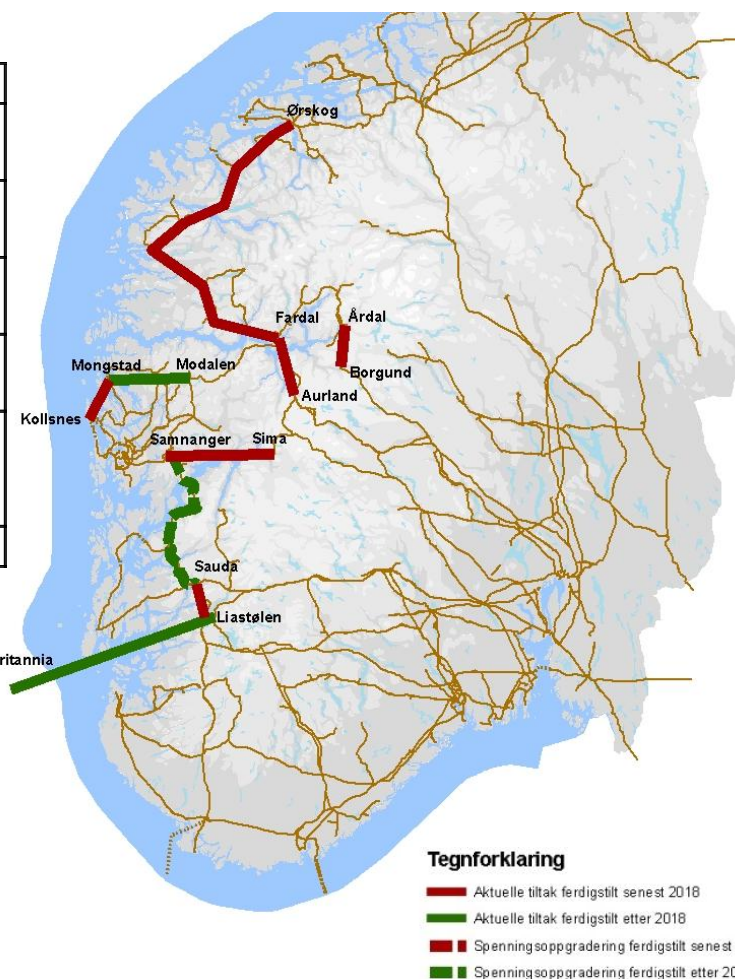 Ørskog
Fardal
Årdal
Mongstad
Modalen
Borgund
Aurland
Kollsnes
Samnanger
Sima
Sauda
Liastølen
ritannia
Tegnforklaring
Aktuelle tiltak ferdigstilt senest 2018
Aktuelle tiltak ferdigstilt etter 2018
Spenningsoppgradering ferdigstilt senest
Spenningsoppgradering ferdigstilt etter 20